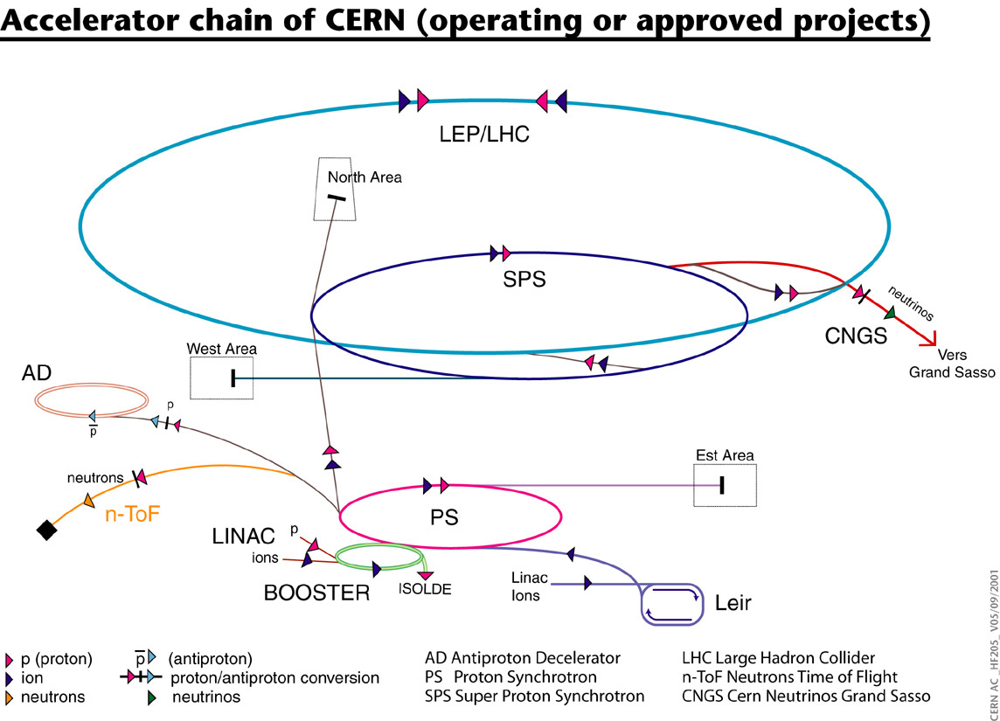 Accelerator chain of CERN (operating or approved projects)
LEP/LHC
North Area
SPS
neutrinos
CNGS
Vers
Grand Sasso
West Area
AD
p
p̅
neutrons
n-ToF
Est Area
PS
LINAC
p
ions
BOOSTER
ISOLDE
Linac
Ions
Leir
p (proton)
ion
neutrons
p̅ (antiproton)
proton/antiproton conversion
neutrinos
AD Antiproton Decelerator
PS Proton Synchrotron
SPS Super Proton Synchrotron
LHC Large Hadron Collider
n-ToF Neutrons Time of Flight
CNGS Cern Neutrinos Grand Sasso
CERN AC_HF205_V05/09/2001